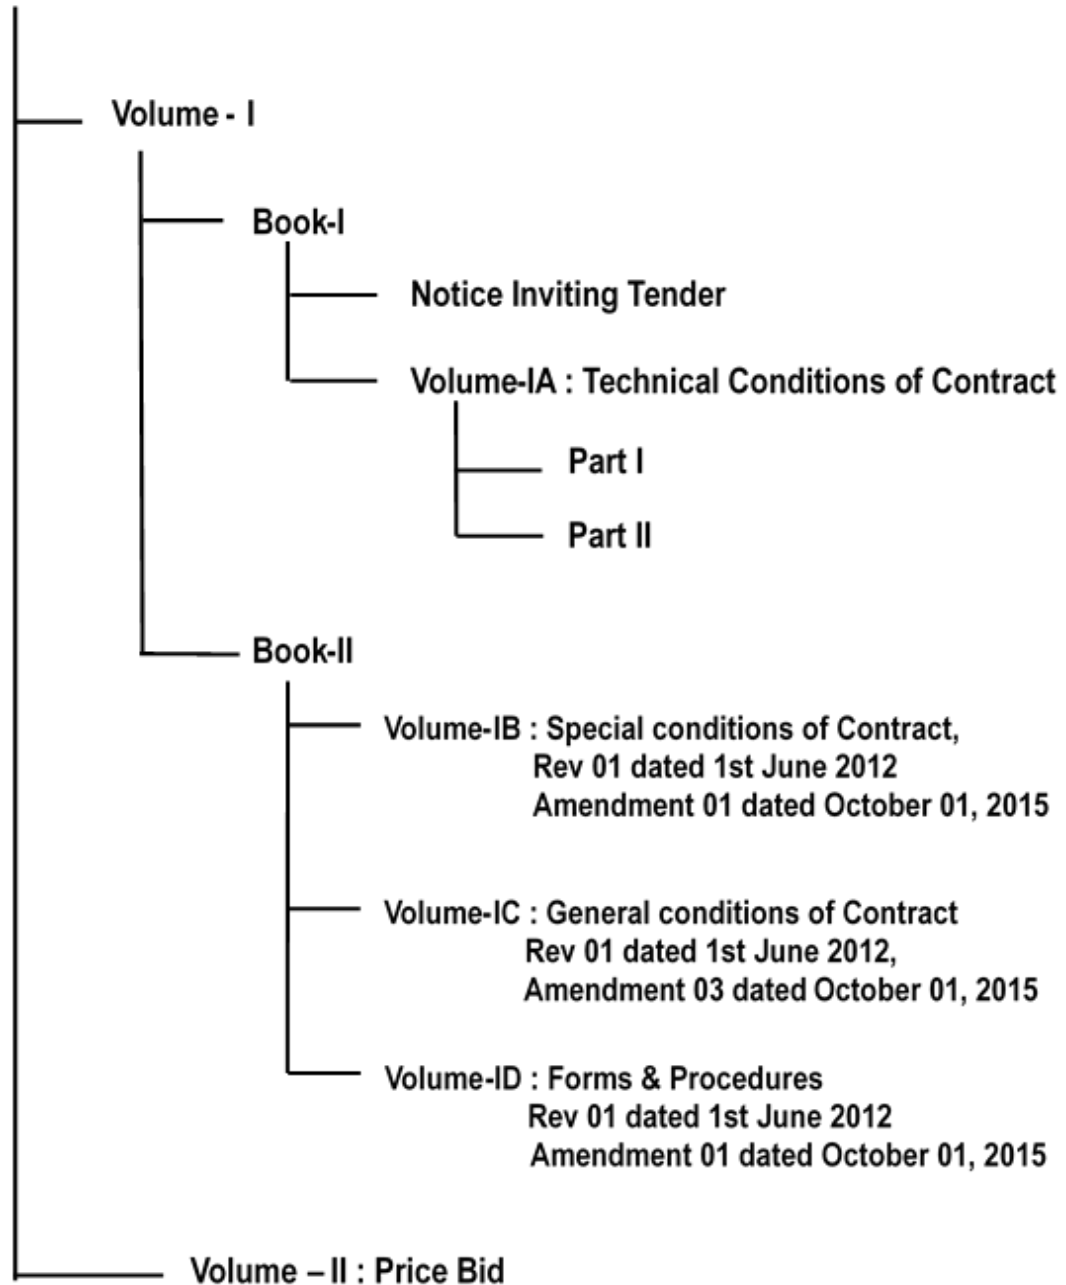 Volume - I
Book-I
Notice Inviting Tender
Volume-IA : Technical Conditions of Contract
Part I
Part II
Book-II
Volume-IB : Special conditions of Contract,
Rev 01 dated 1st June 2012
Amendment 01 dated October 01, 2015
Volume-IC : General conditions of Contract
Rev 01 dated 1st June 2012,
Amendment 03 dated October 01, 2015
Volume-ID : Forms & Procedures
Rev 01 dated 1st June 2012
Amendment 01 dated October 01, 2015
Volume – II : Price Bid